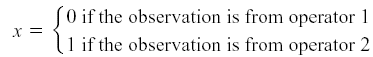 x = { 0 if the observation is from operator 1
1 if the observation is from operator 2